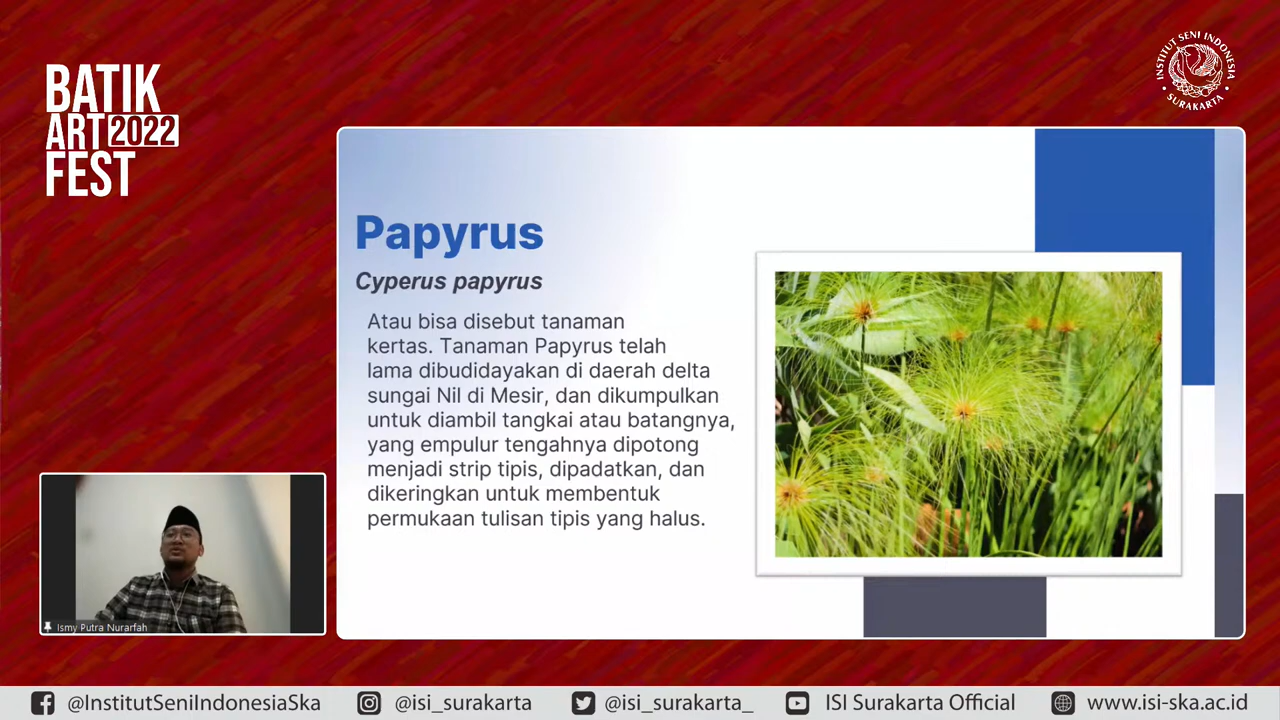 BATIK
ART 2022
FEST
INSTITUT SENI INDONESIA
SURAKARTA
Papyrus
Cyperus papyrus
Atau bisa disebut tanaman
kertas. Tanaman Papyrus telah
lama dibudidayakan di daerah delta
sungai Nil di Mesir, dan dikumpulkan
untuk diambil tangkai atau batangnya,
yang empulur tengahnya dipotong
menjadi strip tipis, dipadatkan, dan
dikeringkan untuk membentuk
permukaan tulisan tipis yang halus.
Ismy Putra Nurarfah
@InstitutSeniIndonesiaSka
@isi_surakarta
@isi_surakarta_
ISI Surakarta Official
www.isi-ska.ac.id